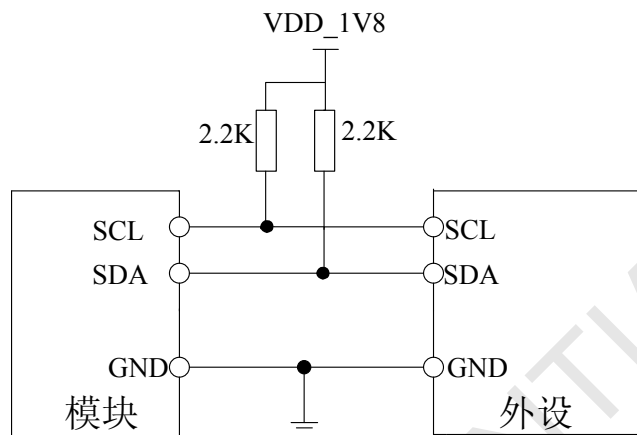 VDD_1V8
2.2K 2.2K
SCL SCL
SDA SDA
GND GND
模块 外设